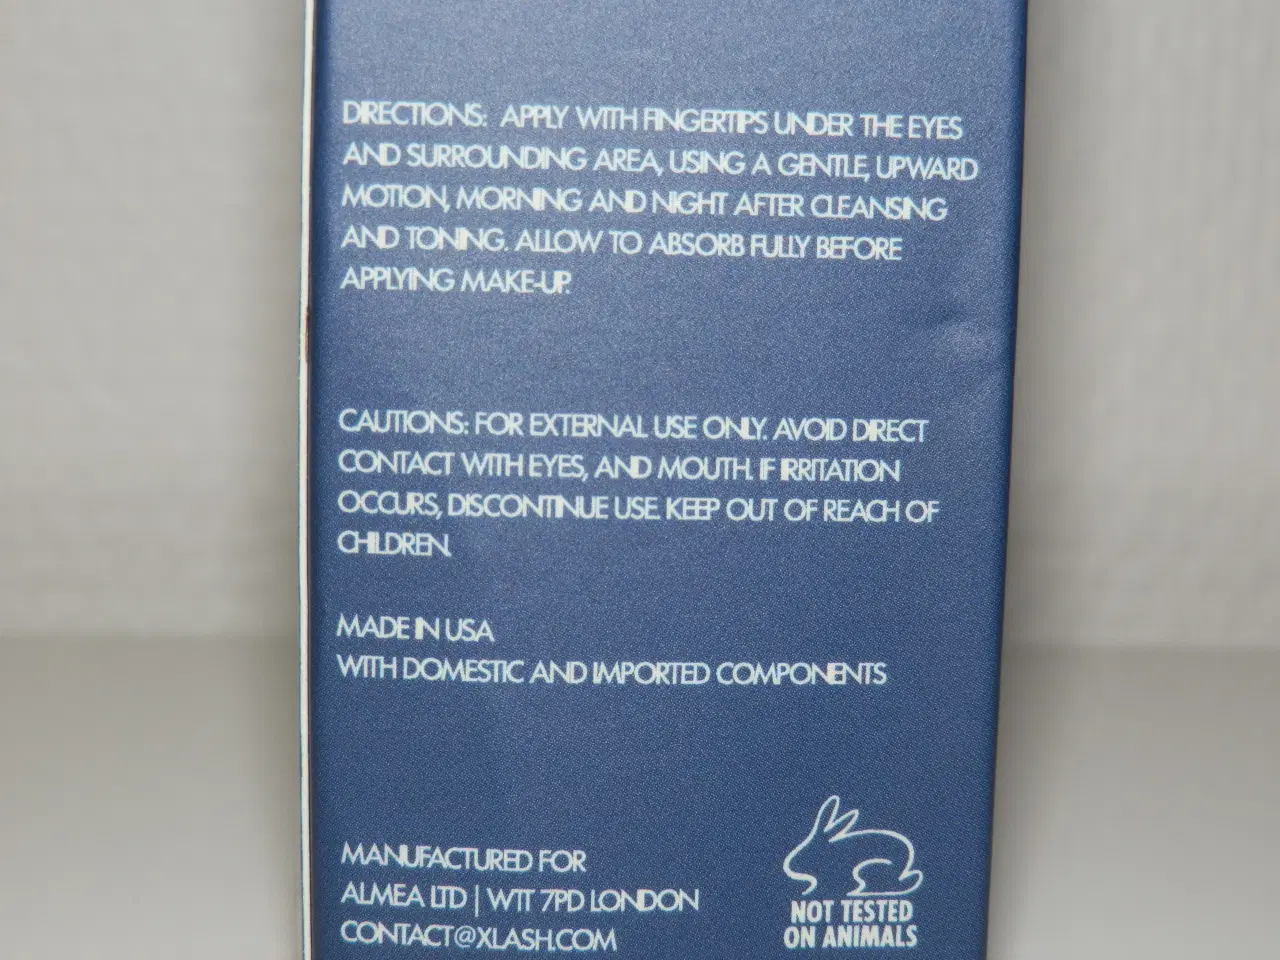 DIRECTIONS: APPLY WITH FINGERTIPS UNDER THE EYES
AND SURROUNDING AREA, USING A GENTLE, UPWARD
MOTION, MORNING AND NIGHT AFTER CLEANSING
AND TONING. ALLOW TO ABSORB FULLY BEFORE
APPLYING MAKE-UP.
CAUTIONS: FOR EXTERNAL USE ONLY. AVOID DIRECT
CONTACT WITH EYES, AND MOUTH. IF IRRITATION
OCCURS, DISCONTINUE USE. KEEP OUT OF REACH OF
CHILDREN.
MADE IN USA
WITH DOMESTIC AND IMPORTED COMPONENTS
MANUFACTURED FOR
ALMEA LTD | W1T 7PD LONDON
CONTACT@XLASH.COM
NOT TESTED
ON ANIMALS